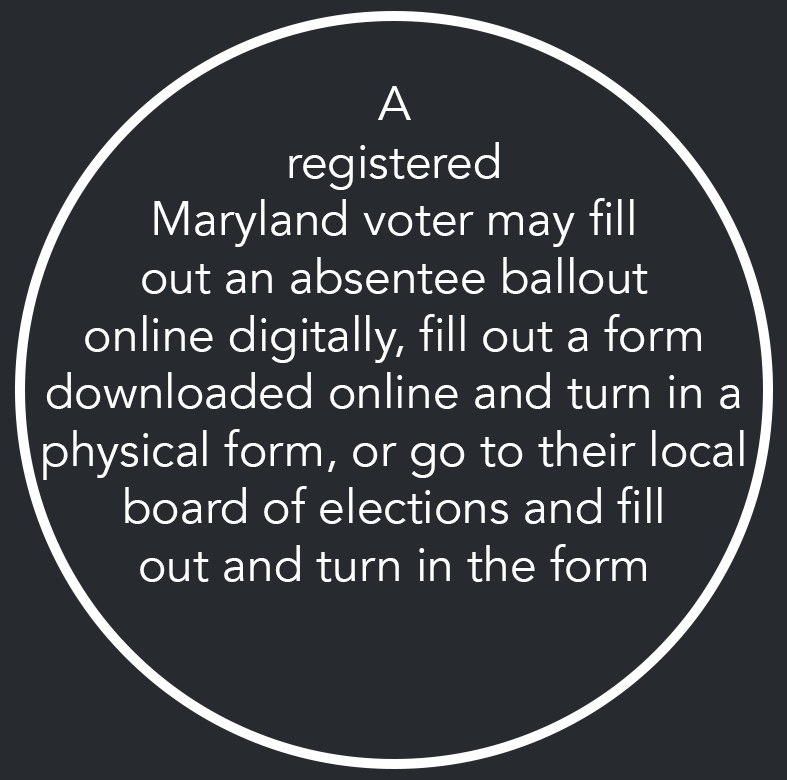 A
registered
Maryland voter may fill
out an absentee ballout
online digitally, fill out a form
downloaded online and turn in a
physical form, or go to their local
board of elections and fill
out and turn in the form